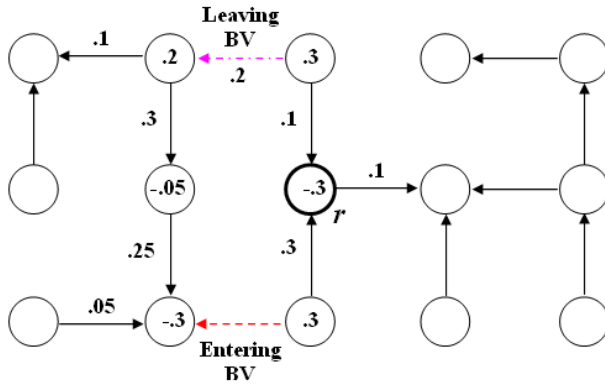 Leaving
BV
.1
.2
.2
.3
.3
.1
-.05
-.3
.1
r
.25
.3
.05
-.3
.3
Entering
BV